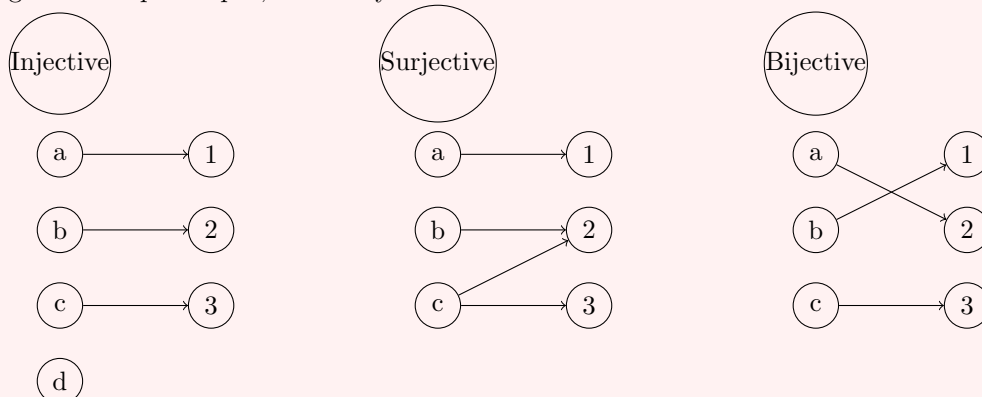 Injective Surjective Bijective
a 1 a 1 a 1
b 2 b 2 b 2
c 3 c 3 c 3
d